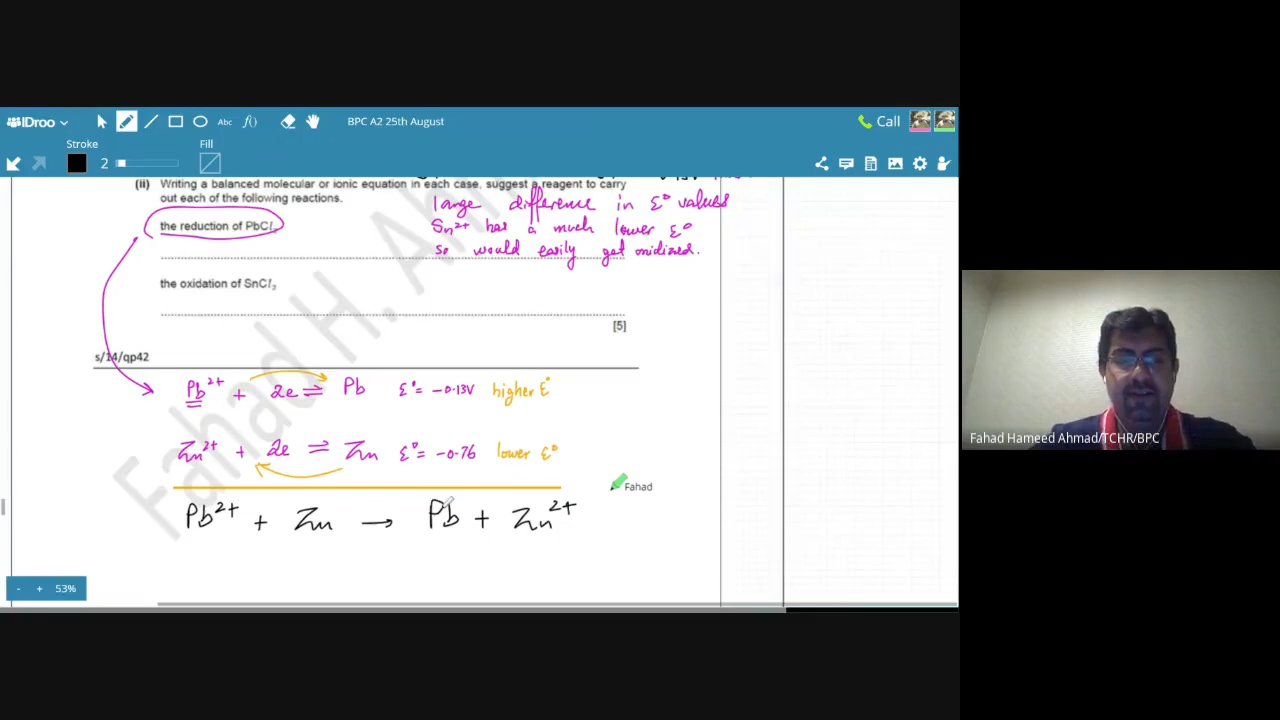 IDroo
Abc
f()
BPC A2 25th August
Call
Stroke
2
Fill
(ii) Writing a balanced molecular or ionic equation in each case, suggest a reagent to carry
out each of the following reactions.
large difference in ε° values
the reduction of PbCl₂
Sn²⁺ has a much lower ε°
so would easily get oxidized.
the oxidation of SnCl₂
[5]
s/14/qp42
Pb²⁺ + 2e ⇌ Pb ε° = -0.13V higher ε°
Zn²⁺ + 2e ⇌ Zn ε° = -0.76 lower ε°
Fahad
Pb²⁺ + Zn → Pb + Zn²⁺
- + 53%
Fahad H. Ah
Fahad Hameed Ahmad/TCHR/BPC